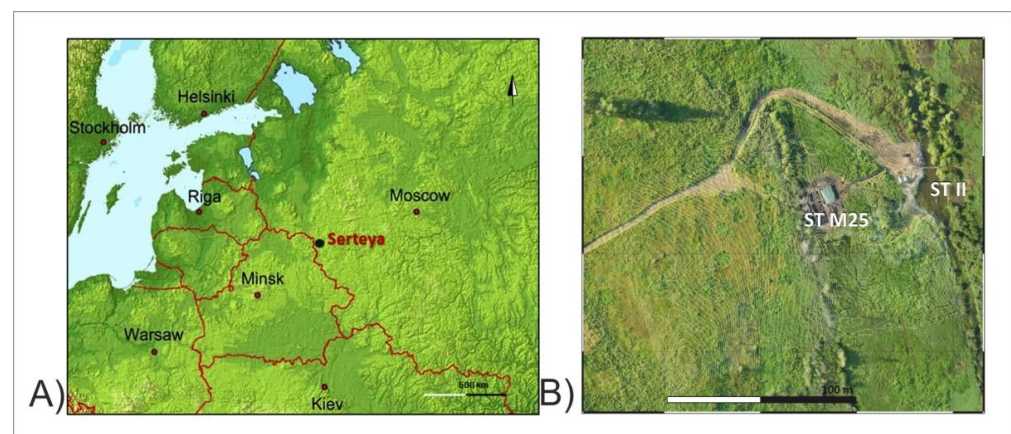 Helsinki
Stockholm
Riga
Moscow
Serteya
Minsk
Warsaw
500 km
Kiev
A)
ST II
ST M25
100 m
B)